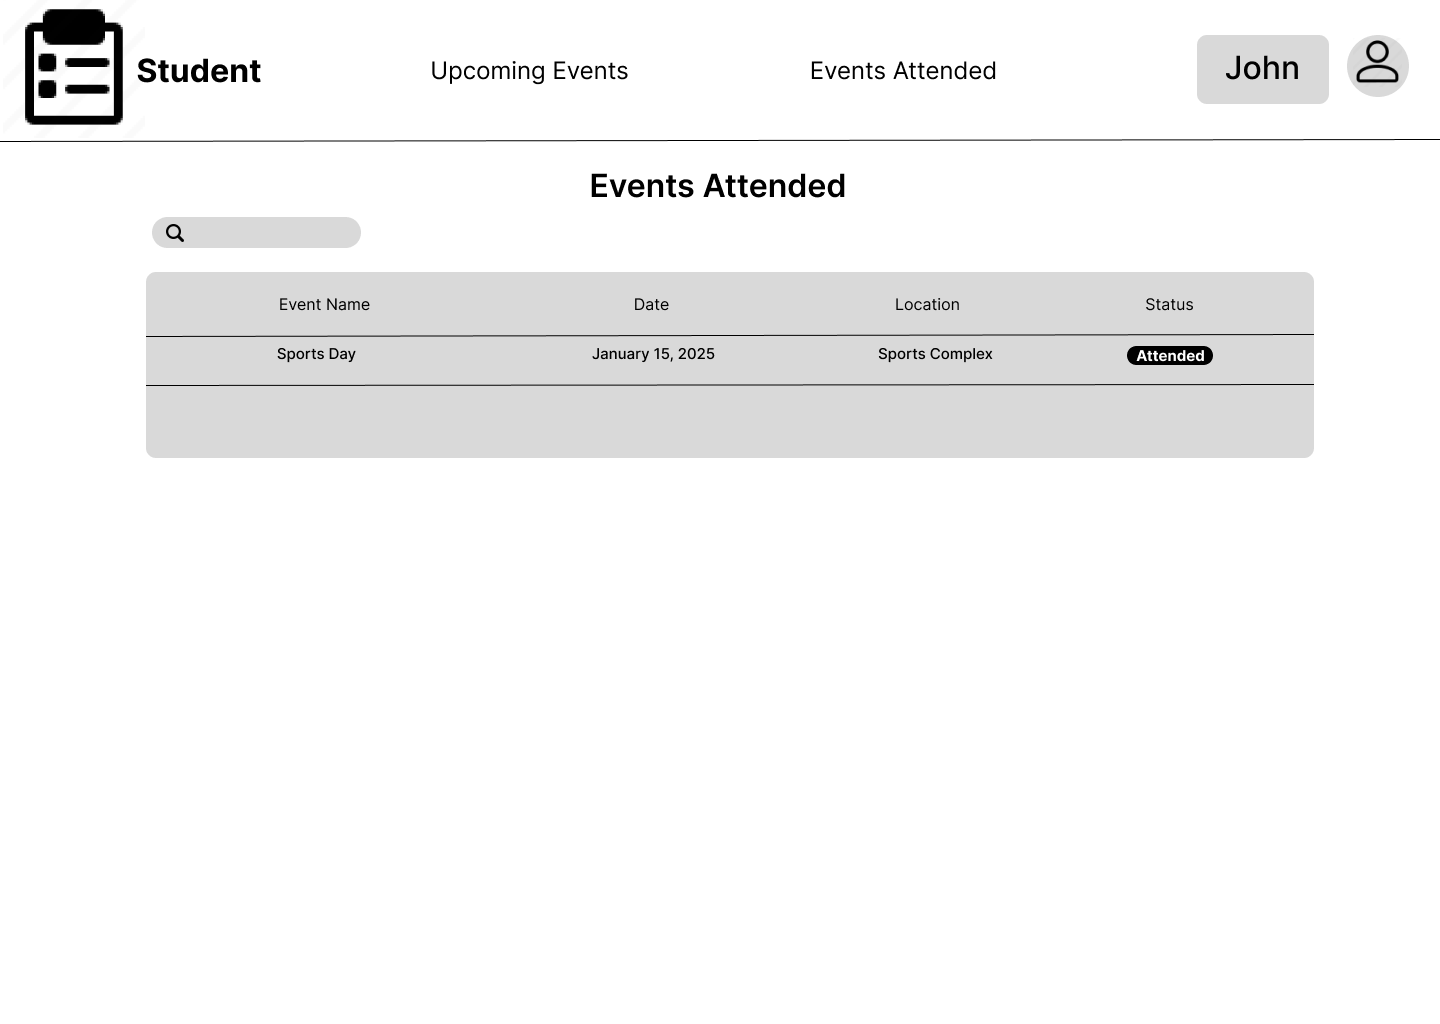 Student Upcoming Events Events Attended John
Events Attended
Event Name Date Location Status
Sports Day January 15, 2025 Sports Complex Attended